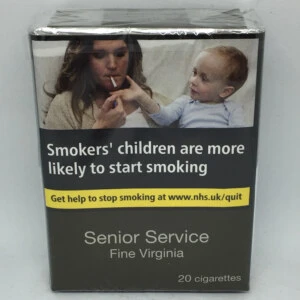 Smokers' children are more
likely to start smoking
Get help to stop smoking at www.nhs.uk/quit
Senior Service
Fine Virginia
20 cigarettes